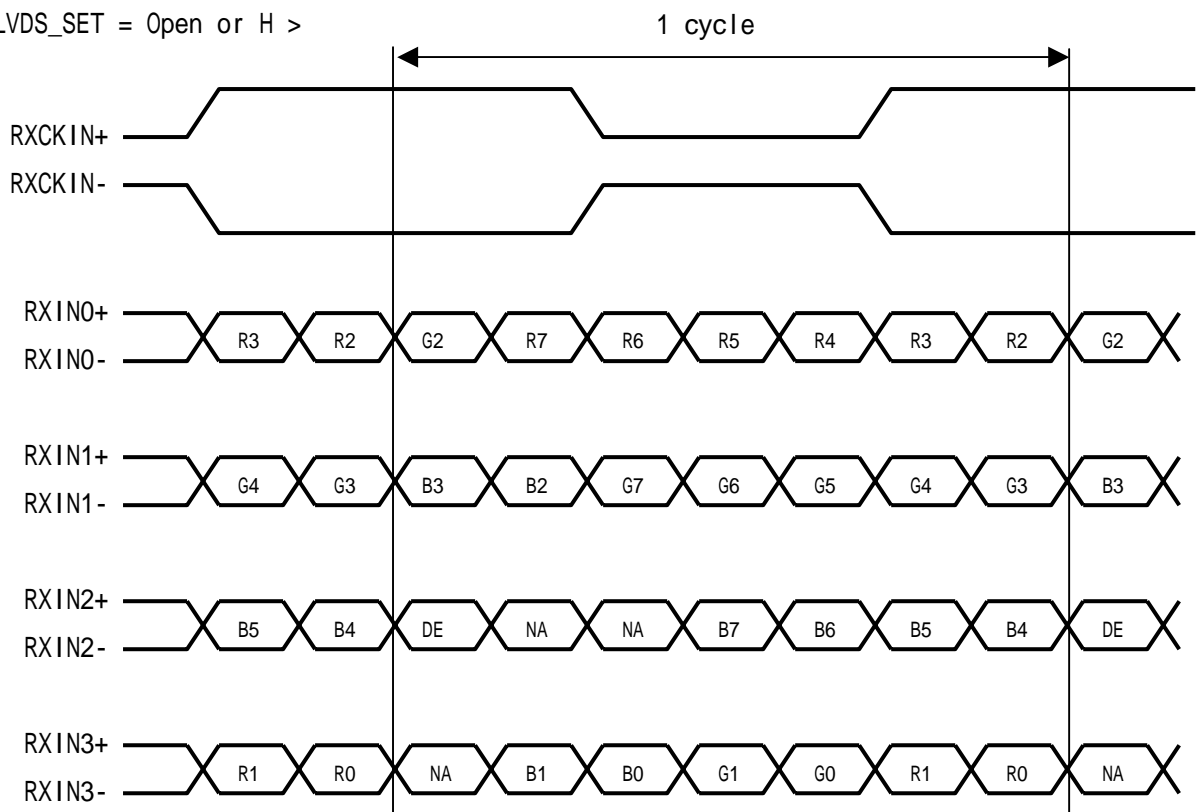 LVDS_SET = Open or H >
1 cycle
RXCKIN+
RXCKIN-
RXIN0+
RXIN0-
R3 R2 G2 R7 R6 R5 R4 R3 R2 G2
RXIN1+
RXIN1-
G4 G3 B3 B2 G7 G6 G5 G4 G3 B3
RXIN2+
RXIN2-
B5 B4 DE NA NA B7 B6 B5 B4 DE
RXIN3+
RXIN3-
R1 R0 NA B1 B0 G1 G0 R1 R0 NA